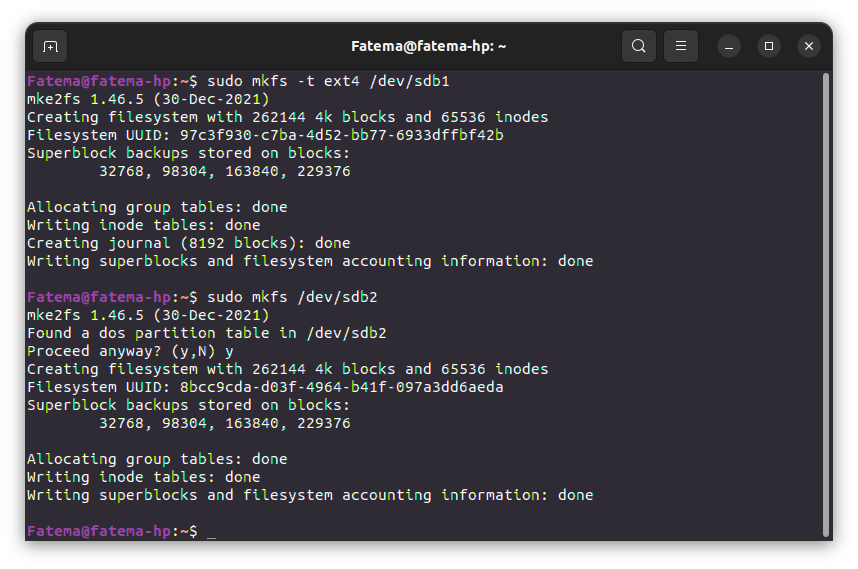 Fatema@fatema-hp: ~
Fatema@fatema-hp:~$ sudo mkfs -t ext4 /dev/sdb1
mke2fs 1.46.5 (30-Dec-2021)
Creating filesystem with 262144 4k blocks and 65536 inodes
Filesystem UUID: 97c3f930-c7ba-4d52-bb77-6933dffbf42b
Superblock backups stored on blocks:
        32768, 98304, 163840, 229376
Allocating group tables: done
Writing inode tables: done
Creating journal (8192 blocks): done
Writing superblocks and filesystem accounting information: done
Fatema@fatema-hp:~$ sudo mkfs /dev/sdb2
mke2fs 1.46.5 (30-Dec-2021)
Found a dos partition table in /dev/sdb2
Proceed anyway? (y,N) y
Creating filesystem with 262144 4k blocks and 65536 inodes
Filesystem UUID: 8bcc9cda-d03f-4964-b41f-097a3dd6aeda
Superblock backups stored on blocks:
        32768, 98304, 163840, 229376
Allocating group tables: done
Writing inode tables: done
Writing superblocks and filesystem accounting information: done
Fatema@fatema-hp:~$ _